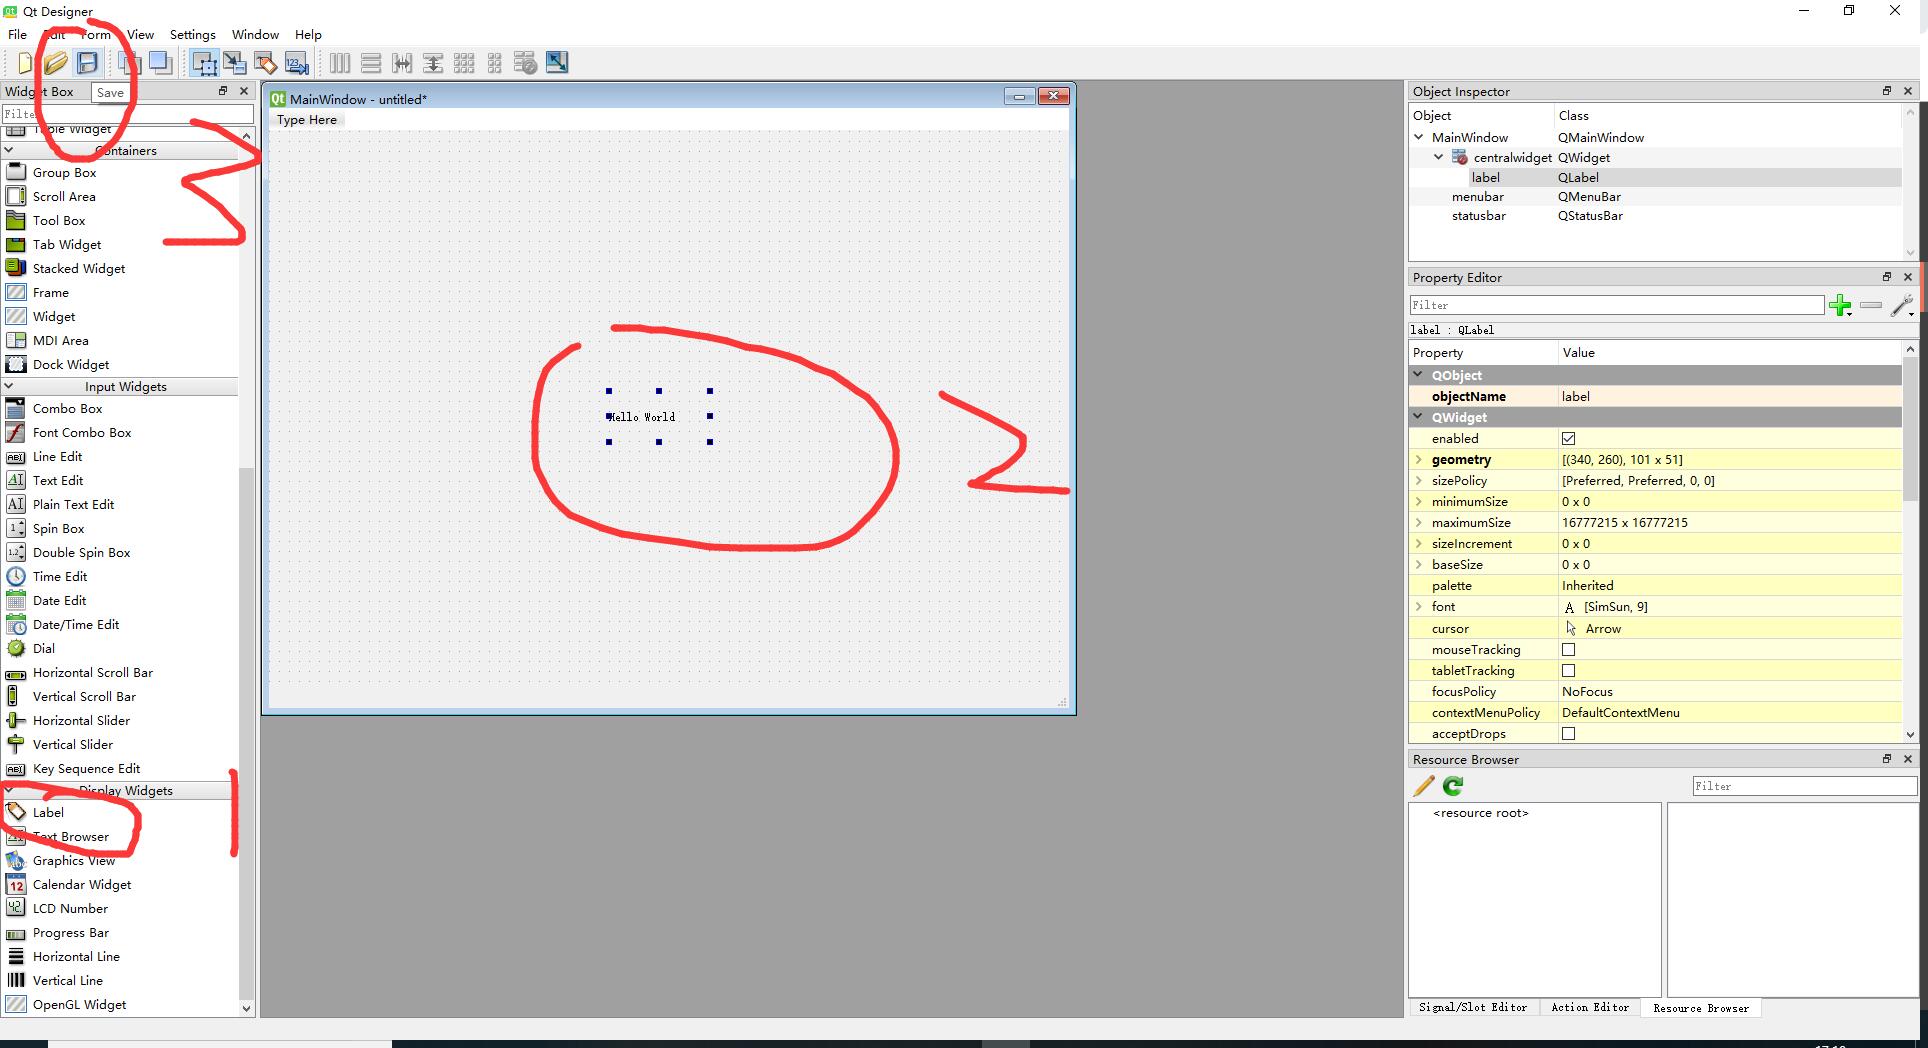 Qt Designer
File Edit Form View Settings Window Help
Widget Box
Save
Filter
Table Widget
Containers
Group Box
Scroll Area
Tool Box
Tab Widget
Stacked Widget
Frame
Widget
MDI Area
Dock Widget
Input Widgets
Combo Box
Font Combo Box
Line Edit
Text Edit
Plain Text Edit
Spin Box
Double Spin Box
Time Edit
Date Edit
Date/Time Edit
Dial
Horizontal Scroll Bar
Vertical Scroll Bar
Horizontal Slider
Vertical Slider
Key Sequence Edit
Display Widgets
Label
Text Browser
Graphics View
Calendar Widget
LCD Number
Progress Bar
Horizontal Line
Vertical Line
OpenGL Widget
1
3
MainWindow - untitled*
Type Here
Hello World
2
Object Inspector
Object Class
MainWindow QMainWindow
centralwidget QWidget
label QLabel
menubar QMenuBar
statusbar QStatusBar
Property Editor
Filter
label : QLabel
Property Value
QObject
objectName label
QWidget
enabled
geometry [(340, 260), 101 x 51]
sizePolicy [Preferred, Preferred, 0, 0]
minimumSize 0 x 0
maximumSize 16777215 x 16777215
sizeIncrement 0 x 0
baseSize 0 x 0
palette Inherited
font A [SimSun, 9]
cursor Arrow
mouseTracking
tabletTracking
focusPolicy NoFocus
contextMenuPolicy DefaultContextMenu
acceptDrops
Resource Browser
Filter
<resource root>
Signal/Slot Editor Action Editor Resource Browser